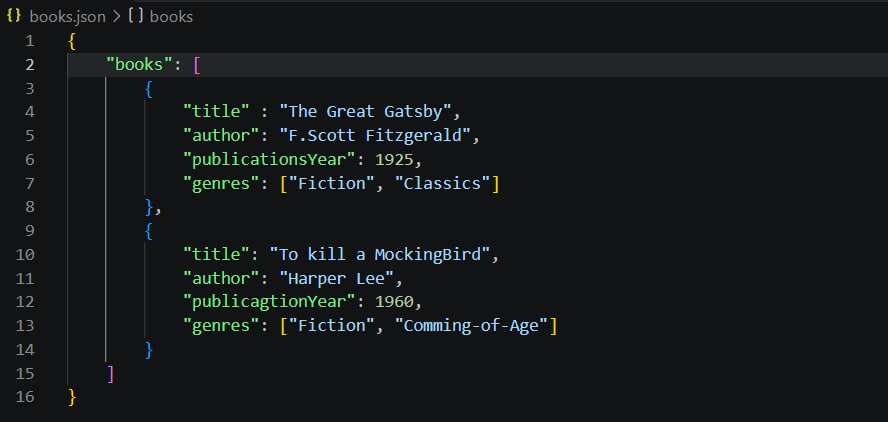 {} books.json > [ ] books
1 {
2     "books": [
3         {
4             "title" : "The Great Gatsby",
5             "author": "F.Scott Fitzgerald",
6             "publicationsYear": 1925,
7             "genres": ["Fiction", "Classics"]
8         },
9         {
10             "title": "To kill a MockingBird",
11             "author": "Harper Lee",
12             "publicagtionYear": 1960,
13             "genres": ["Fiction", "Comming-of-Age"]
14         }
15     ]
16 }